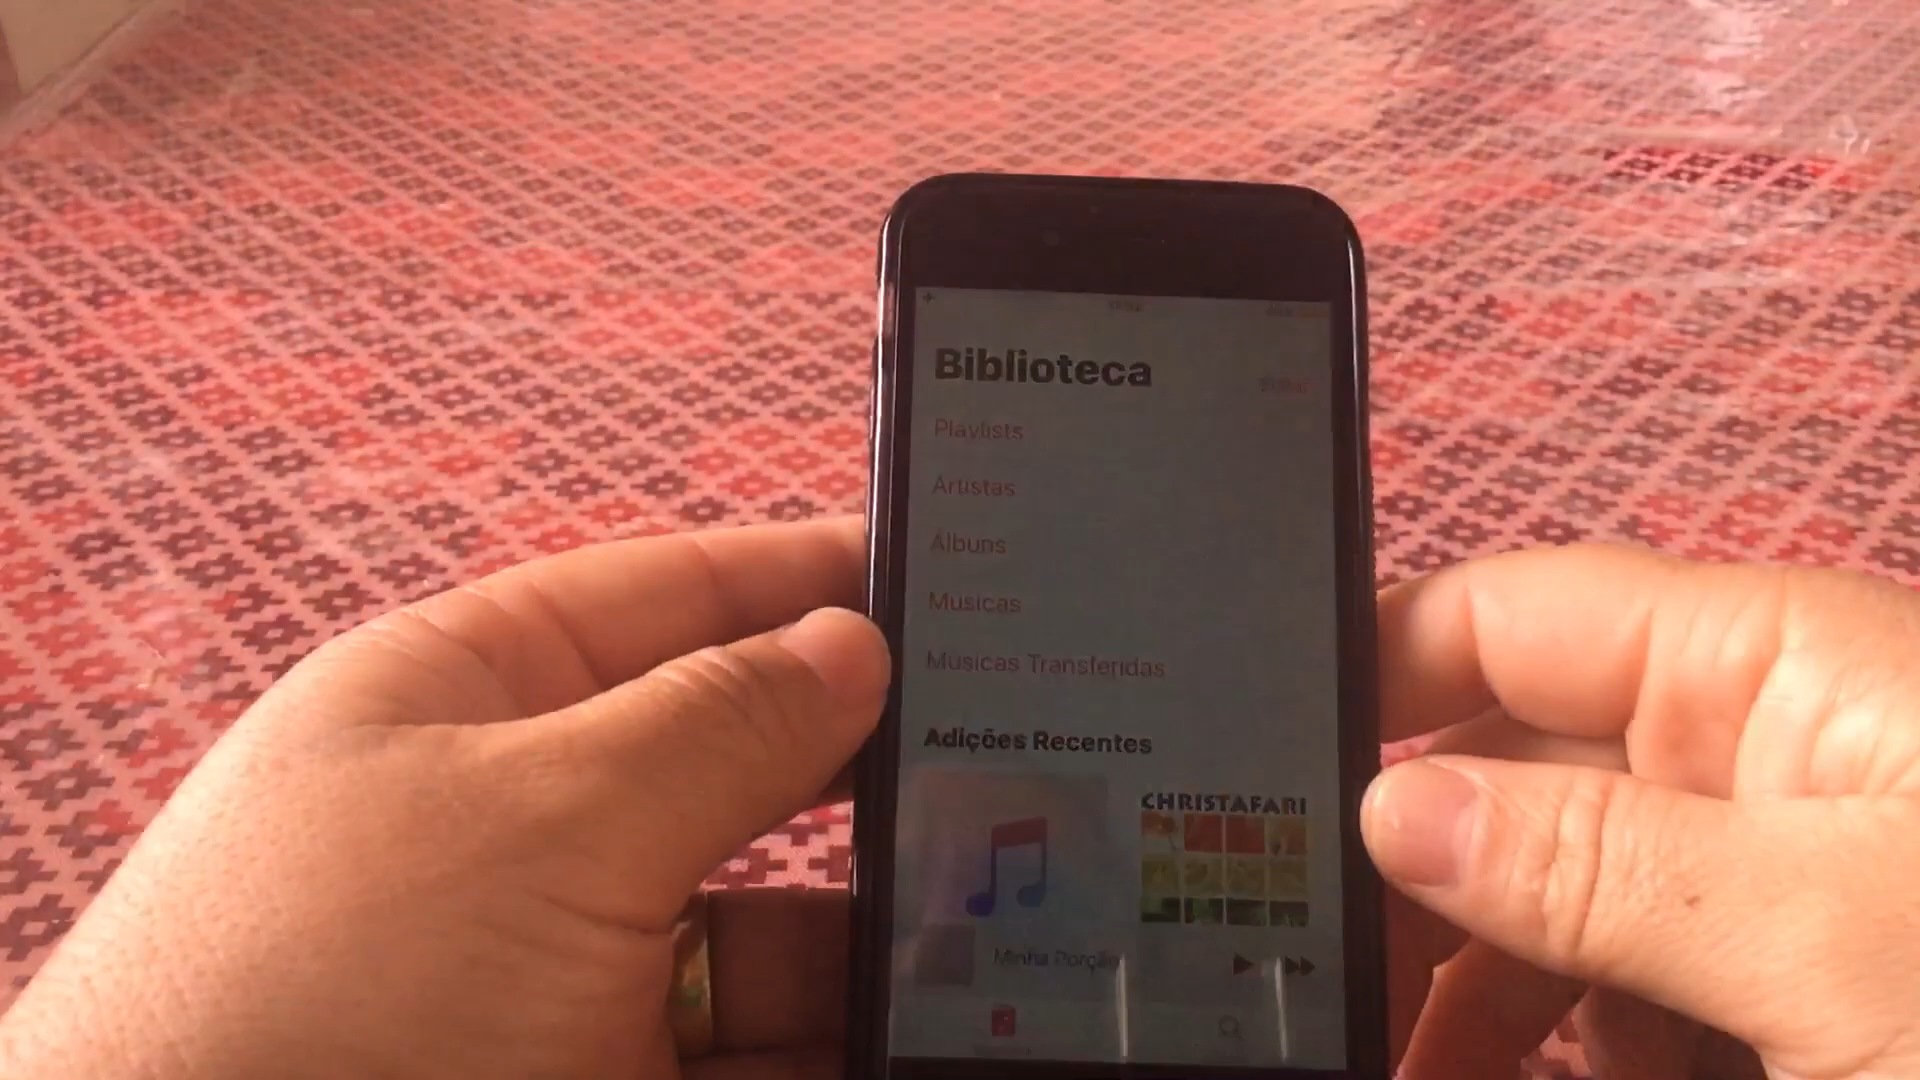 Biblioteca
Playlists
Artistas
Álbuns
Músicas
Músicas Transferidas
Adições Recentes
CHRISTAFARI
Minha Porção